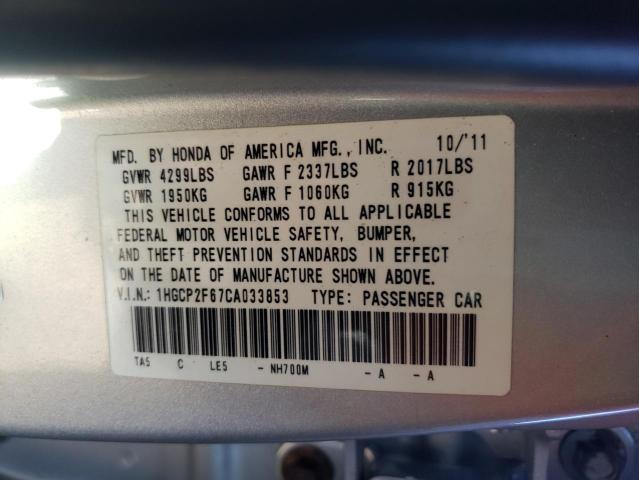 MFD. BY HONDA OF AMERICA MFG., INC. 10/'11
GVWR 4299LBS GAWR F 2337LBS R 2017LBS
GVWR 1950KG GAWR F 1060KG R 915KG
THIS VEHICLE CONFORMS TO ALL APPLICABLE
FEDERAL MOTOR VEHICLE SAFETY, BUMPER,
AND THEFT PREVENTION STANDARDS IN EFFECT
ON THE DATE OF MANUFACTURE SHOWN ABOVE.
V.I.N.: 1HGCP2F67CA033853 TYPE: PASSENGER CAR
TA5 C LE5 - NH700M - A - A